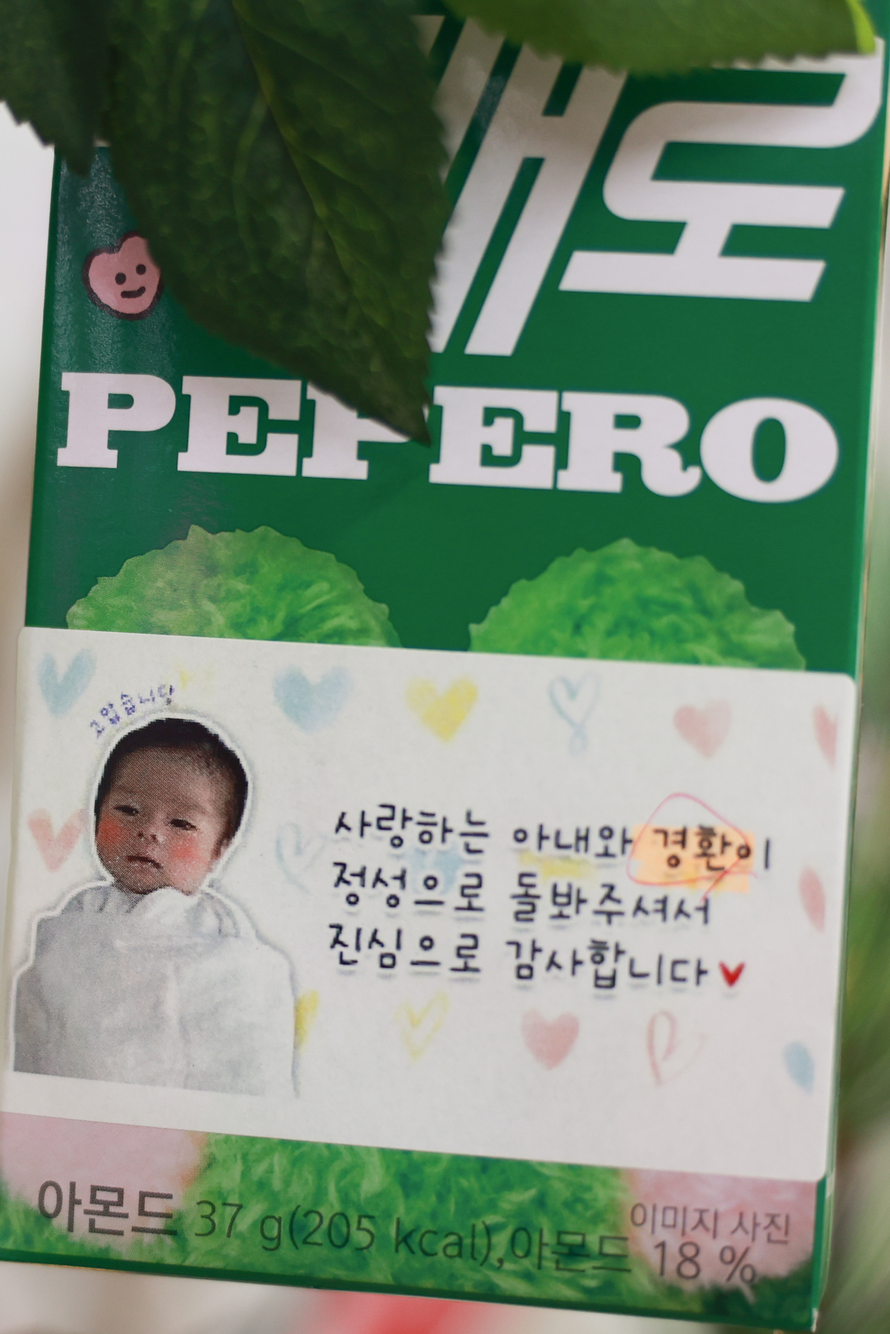 로
PEPERO
고맙습니당
사랑하는 아내와 경환이
정성으로 돌봐주셔서
진심으로 감사합니다
이미지 사진
아몬드 37 g(205 kcal),아몬드 18 %